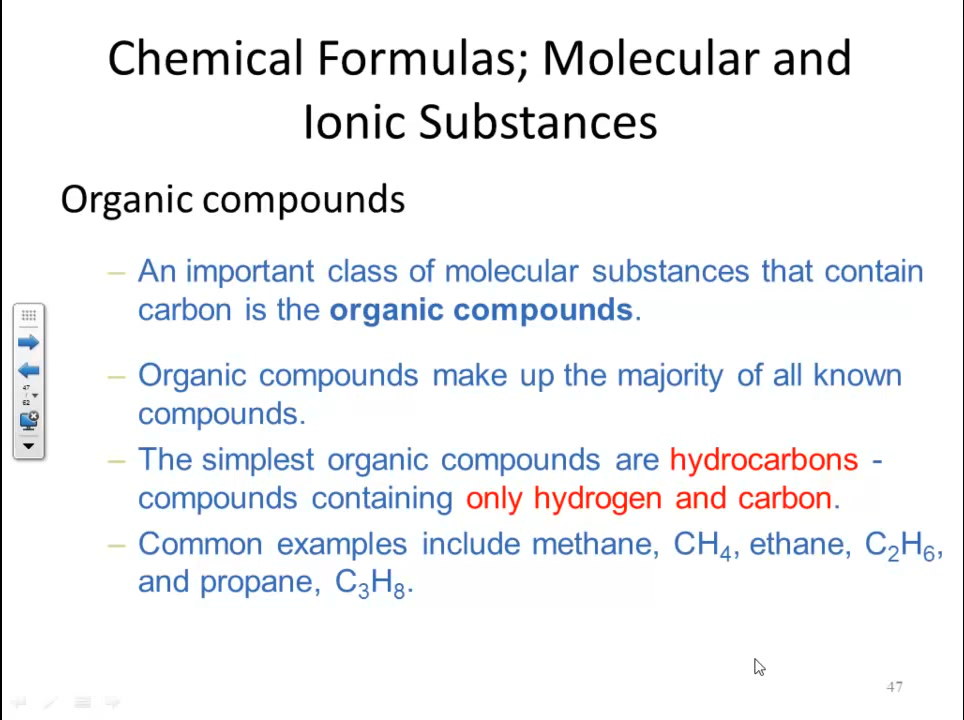 Chemical Formulas; Molecular and
Ionic Substances
Organic compounds
– An important class of molecular substances that contain
carbon is the organic compounds.
– Organic compounds make up the majority of all known
compounds.
– The simplest organic compounds are hydrocarbons -
compounds containing only hydrogen and carbon.
– Common examples include methane, CH₄, ethane, C₂H₆,
and propane, C₃H₈.
47
/
62
47